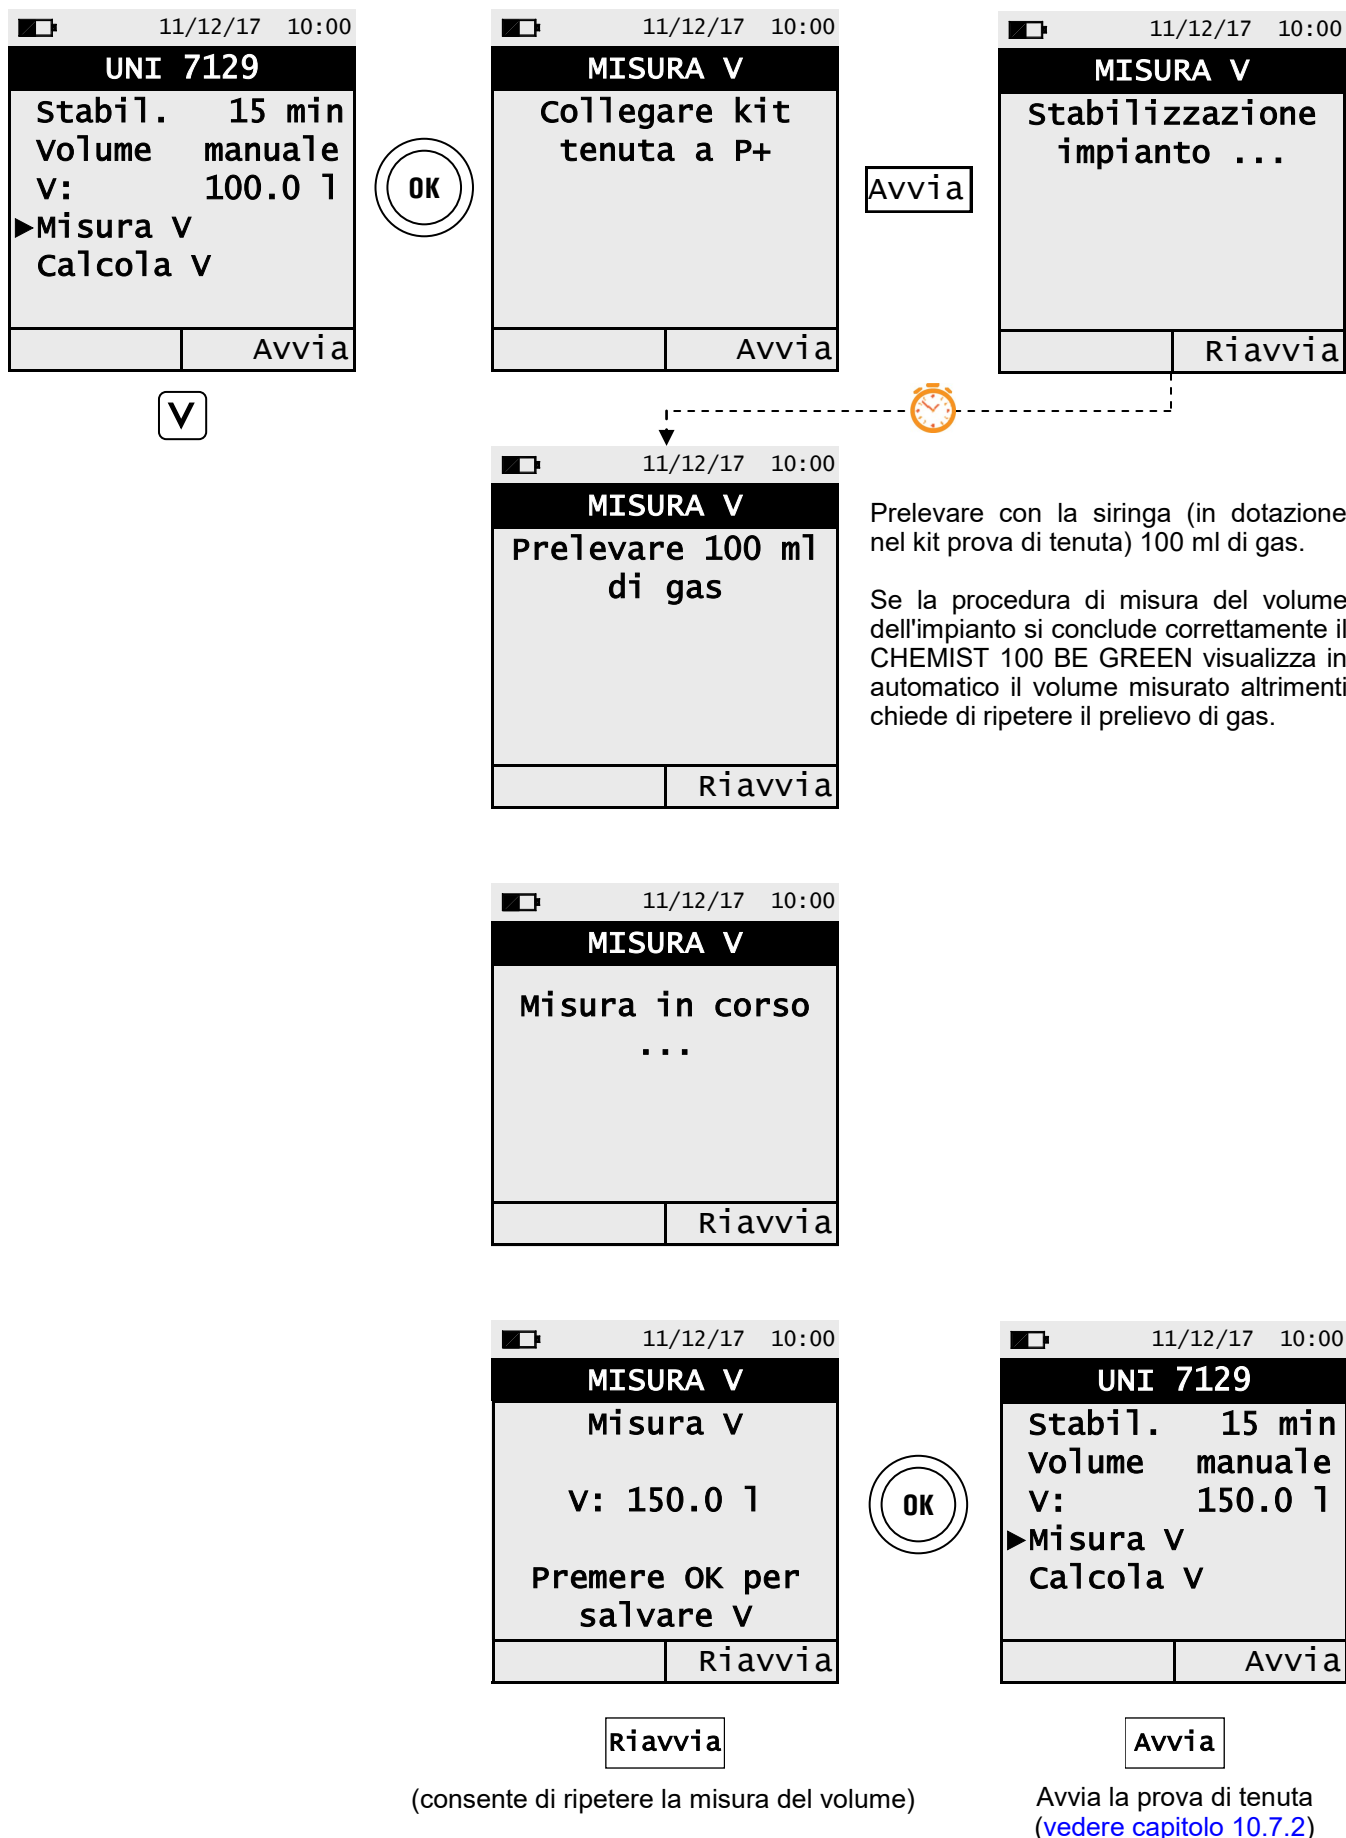 11/12/17 10:00
UNI 7129
Stabil. 15 min
Volume manuale
V: 100.0 l
►Misura V
Calcola V
Avvia
V
OK
11/12/17 10:00
MISURA V
Collegare kit
tenuta a P+
Avvia
Avvia
11/12/17 10:00
MISURA V
Stabilizzazione
impianto ...
Riavvia
11/12/17 10:00
MISURA V
Prelevare 100 ml
di gas
Riavvia
Prelevare con la siringa (in dotazione
nel kit prova di tenuta) 100 ml di gas.
Se la procedura di misura del volume
dell'impianto si conclude correttamente il
CHEMIST 100 BE GREEN visualizza in
automatico il volume misurato altrimenti
chiede di ripetere il prelievo di gas.
11/12/17 10:00
MISURA V
Misura in corso
...
Riavvia
11/12/17 10:00
MISURA V
Misura V
V: 150.0 l
Premere OK per
salvare V
Riavvia
Riavvia
(consente di ripetere la misura del volume)
OK
11/12/17 10:00
UNI 7129
Stabil. 15 min
Volume manuale
V: 150.0 l
►Misura V
Calcola V
Avvia
Avvia
Avvia la prova di tenuta
(vedere capitolo 10.7.2)